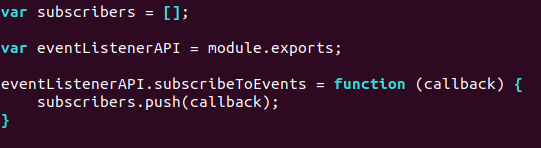 var subscribers = [];
var eventListenerAPI = module.exports;
eventListenerAPI.subscribeToEvents = function (callback) {
    subscribers.push(callback);
}